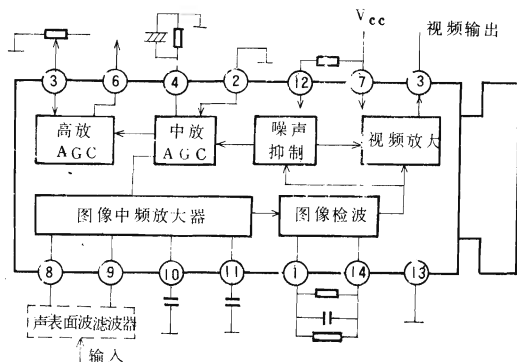 Vcc
视频输出
3 6 4 2 12 7 3
高放
AGC
中放
AGC
噪声
抑制
视频放大
图像中频放大器
图像检波
8 9 10 11 1 14 13
声表面波滤波器
输入